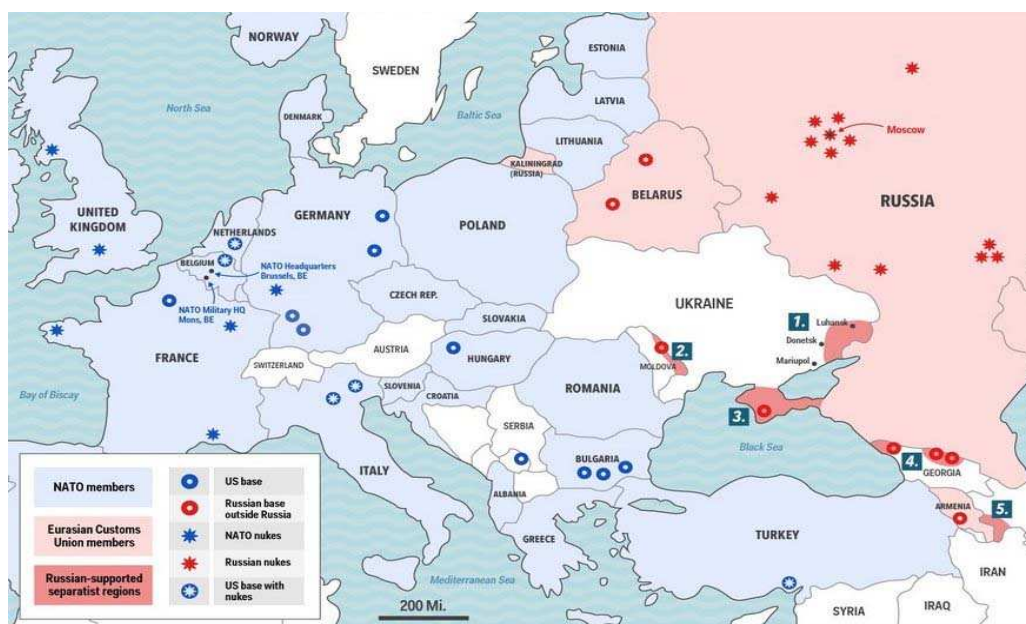 NORWAY
SWEDEN
ESTONIA
LATVIA
LITHUANIA
DENMARK
North Sea
Baltic Sea
Moscow
KALININGRAD
(RUSSIA)
BELARUS
RUSSIA
UNITED
KINGDOM
NETHERLANDS
GERMANY
POLAND
BELGIUM
NATO Headquarters
Brussels, BE
NATO Military HQ
Mons, BE
CZECH REP.
UKRAINE
SLOVAKIA
1.
Luhansk
Donetsk
Mariupol
FRANCE
SWITZERLAND
AUSTRIA
HUNGARY
2.
MOLDOVA
SLOVENIA
CROATIA
ROMANIA
Bay of Biscay
3.
SERBIA
Black Sea
ITALY
BULGARIA
4.
GEORGIA
ALBANIA
ARMENIA
5.
GREECE
TURKEY
IRAN
Mediterranean Sea
SYRIA
IRAQ
200 Mi.
NATO members
Eurasian Customs
Union members
Russian-supported
separatist regions
US base
Russian base
outside Russia
NATO nukes
Russian nukes
US base with
nukes